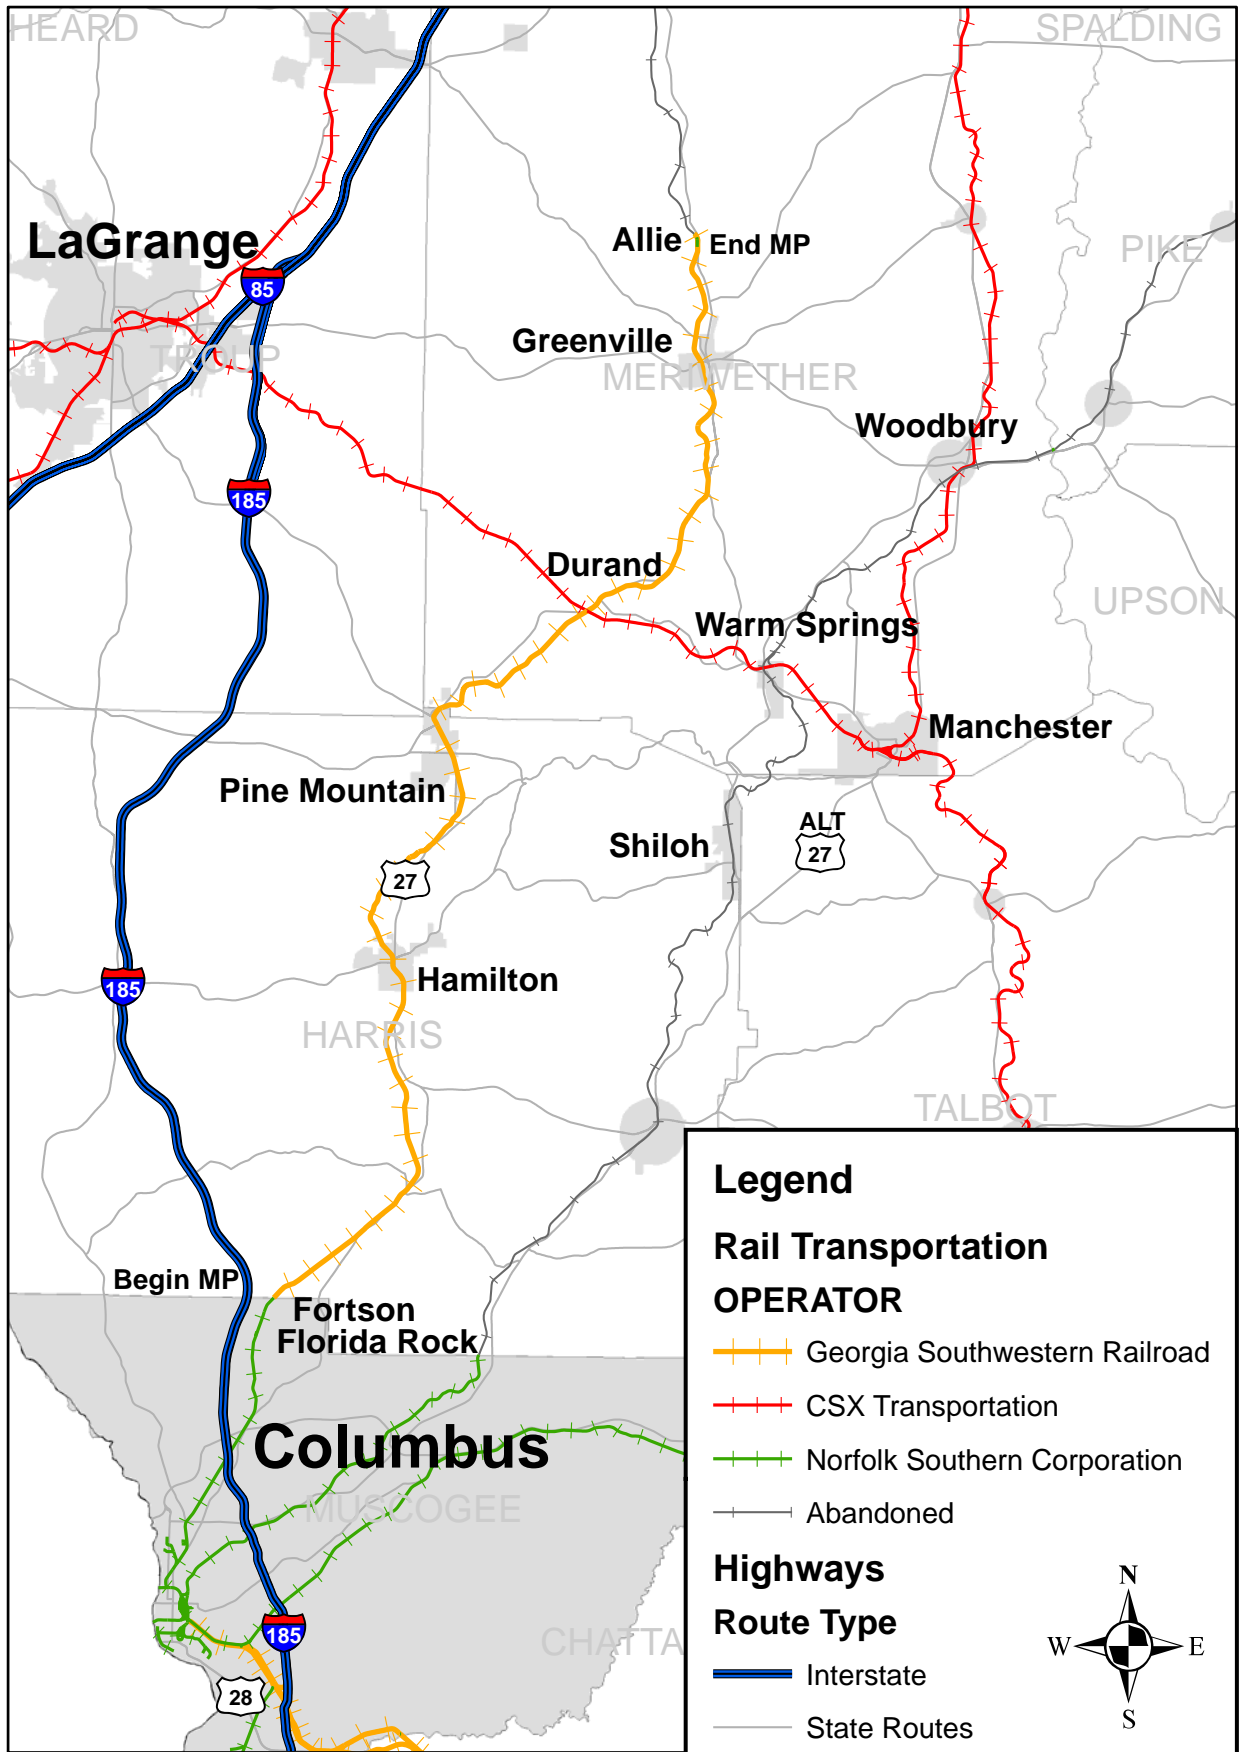 HEARD
SPALDING
LaGrange
Allie
End MP
PIKE
85
Greenville
TROUP
MERIWETHER
Woodbury
185
Durand
UPSON
Warm Springs
Manchester
Pine Mountain
ALT
27
Shiloh
27
Hamilton
185
HARRIS
TALBOT
Begin MP
Fortson
Florida Rock
Columbus
MUSCOGEE
CHATTA
185
28
Legend
Rail Transportation
OPERATOR
Georgia Southwestern Railroad
CSX Transportation
Norfolk Southern Corporation
Abandoned
Highways
Route Type
Interstate
State Routes
N
W E
S